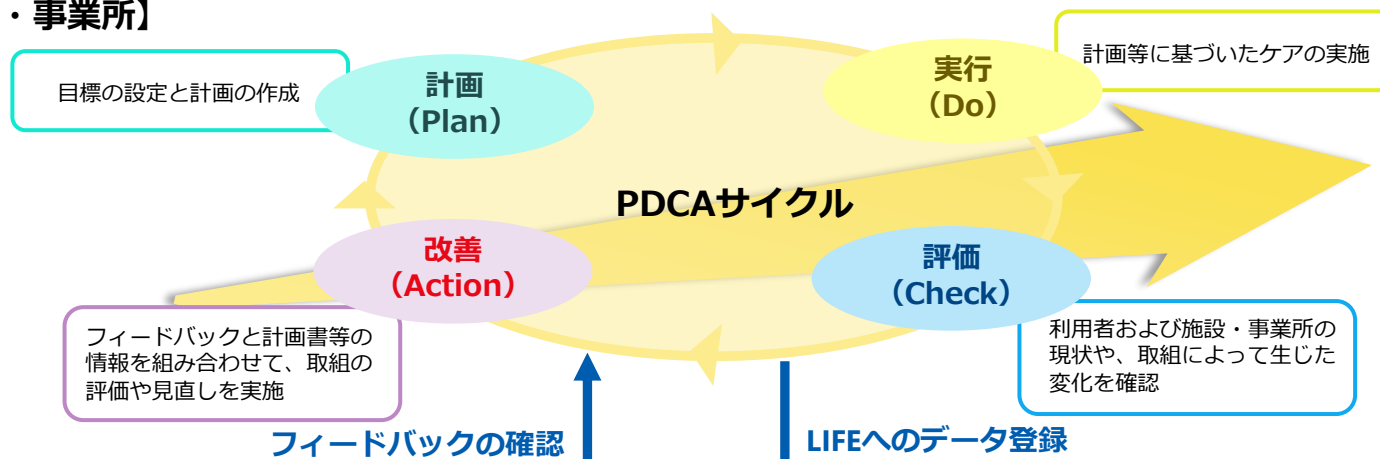 ・事業所】
目標の設定と計画の作成
計画
（Plan）
実行
（Do）
計画等に基づいたケアの実施
PDCAサイクル
改善
（Action）
評価
（Check）
フィードバックと計画書等の
情報を組み合わせて、取組の
評価や見直しを実施
利用者および施設・事業所の
現状や、取組によって生じた
変化を確認
フィードバックの確認
LIFEへのデータ登録